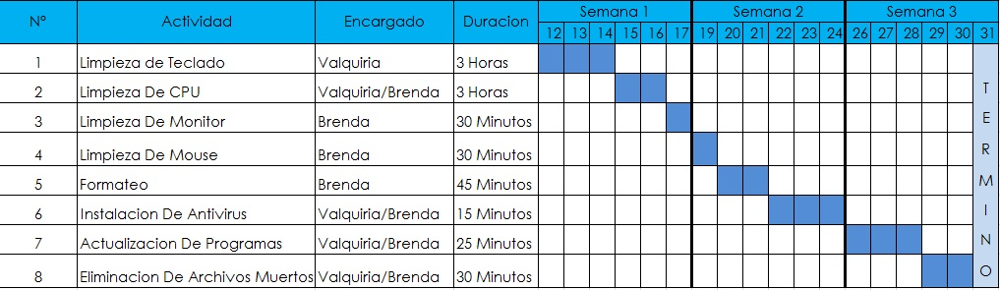 N° Actividad Encargado Duracion Semana 1 Semana 2 Semana 3
12 13 14 15 16 17 19 20 21 22 23 24 26 27 28 29 30 31
1 Limpieza de Teclado Valquiria 3 Horas
2 Limpieza De CPU Valquiria/Brenda 3 Horas
3 Limpieza De Monitor Brenda 30 Minutos
4 Limpieza De Mouse Brenda 30 Minutos
5 Formateo Brenda 45 Minutos
6 Instalacion De Antivirus Valquiria/Brenda 15 Minutos
7 Actualizacion De Programas Valquiria/Brenda 25 Minutos
8 Eliminacion De Archivos Muertos Valquiria/Brenda 30 Minutos
TERMINO